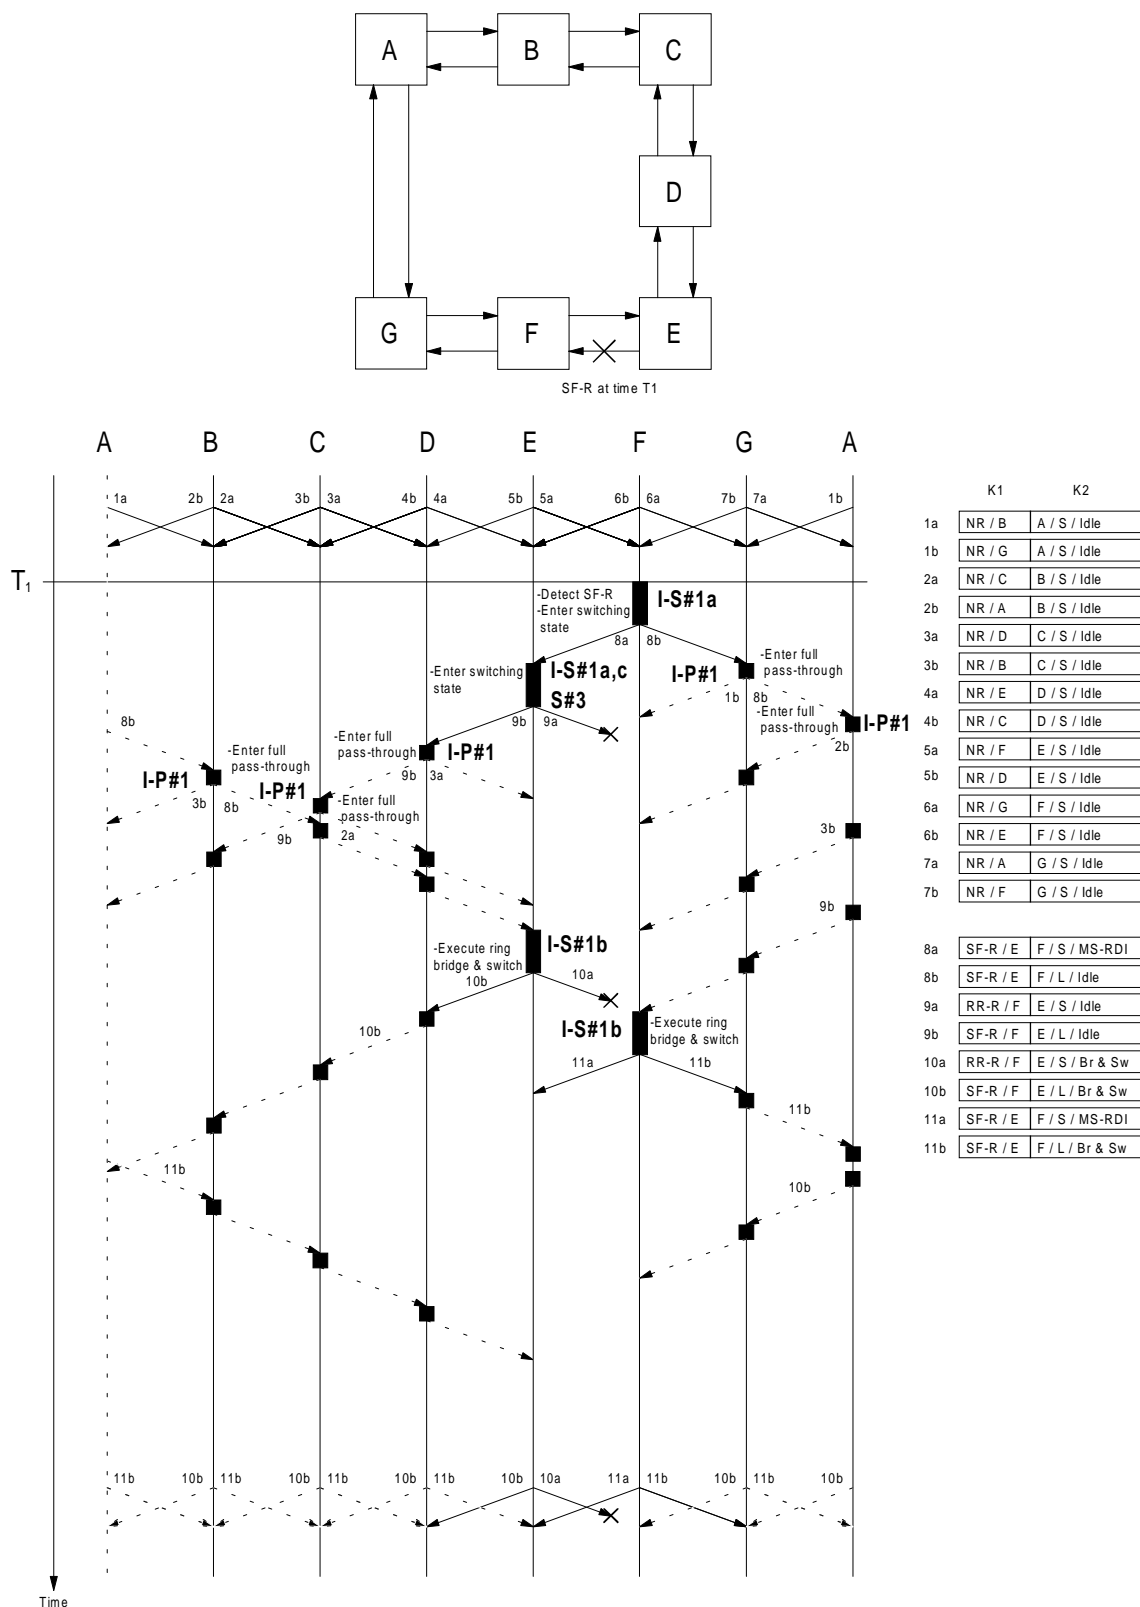 A
B
C
D
G
F
E
SF-R at time T1
A B C D E F G A
K1 K2
1a 2b 2a 3b 3a 4b 4a 5b 5a 6b 6a 7b 7a 1b
1a NR / B A / S / Idle
1b NR / G A / S / Idle
2a NR / C B / S / Idle
2b NR / A B / S / Idle
3a NR / D C / S / Idle
3b NR / B C / S / Idle
4a NR / E D / S / Idle
4b NR / C D / S / Idle
5a NR / F E / S / Idle
5b NR / D E / S / Idle
6a NR / G F / S / Idle
6b NR / E F / S / Idle
7a NR / A G / S / Idle
7b NR / F G / S / Idle
8a SF-R / E F / S / MS-RDI
8b SF-R / E F / L / Idle
9a RR-R / F E / S / Idle
9b SF-R / F E / L / Idle
10a RR-R / F E / S / Br & Sw
10b SF-R / F E / L / Br & Sw
11a SF-R / E F / S / MS-RDI
11b SF-R / E F / L / Br & Sw
T1
-Detect SF-R
-Enter switching
state
I-S#1a
8a 8b
-Enter switching
state
I-S#1a,c
S#3
I-P#1
-Enter full
pass-through
1b 8b
-Enter full
pass-through
I-P#1
9b 9a
8b
2b
-Enter full
pass-through
-Enter full
pass-through
I-P#1
I-P#1
I-P#1
9b 3a
3b 8b
-Enter full
pass-through
9b 2a
3b
9b
-Execute ring
bridge & switch
I-S#1b
10b 10a
10b
I-S#1b
-Execute ring
bridge & switch
11a 11b
11b
11b
10b
11b 10b 11b 10b 11b 10b 11b 10b 10a 11a 11b 10b 11b 10b
Time